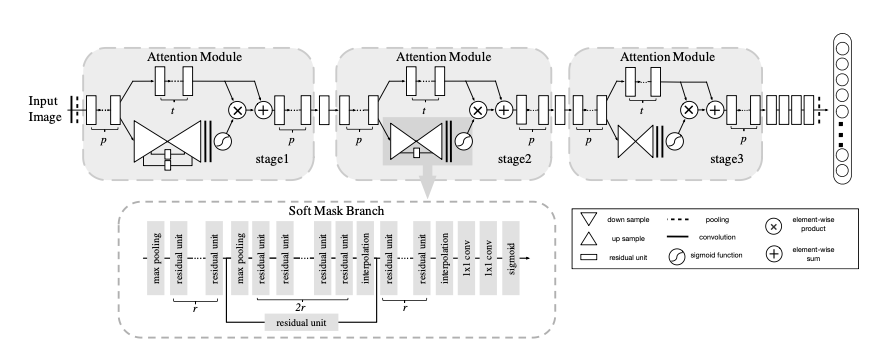 Attention Module
Attention Module
Attention Module
Input
Image
t
t
t
p
p
p
p
p
p
stage1
stage2
stage3
Soft Mask Branch
max pooling
residual unit
residual unit
max pooling
residual unit
residual unit
residual unit
residual unit
interpolation
residual unit
residual unit
interpolation
1x1 conv
1x1 conv
sigmoid
r
2r
r
residual unit
down sample
up sample
residual unit
pooling
convolution
sigmoid function
element-wise
product
element-wise
sum